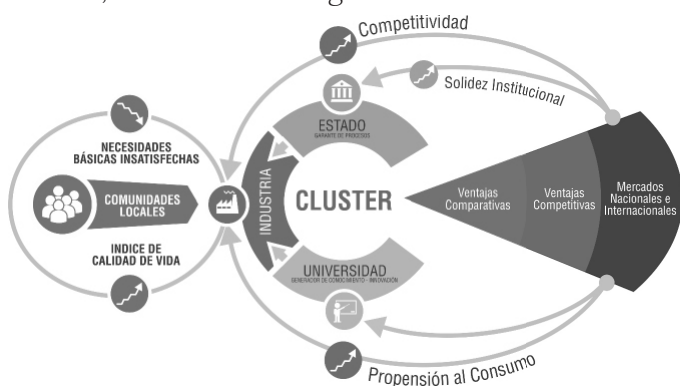 Competitividad
Solidez Institucional
ESTADO
GARANTE DE PROCESOS
NECESIDADES
BÁSICAS INSATISFECHAS
COMUNIDADES
LOCALES
INDICE DE
CALIDAD DE VIDA
INDUSTRIA
CLUSTER
Ventajas
Comparativas
Ventajas
Competitivas
Mercados
Nacionales e
Internacionales
UNIVERSIDAD
GENERADOR DE CONOCIMIENTO - INNOVACIÓN
Propensión al Consumo